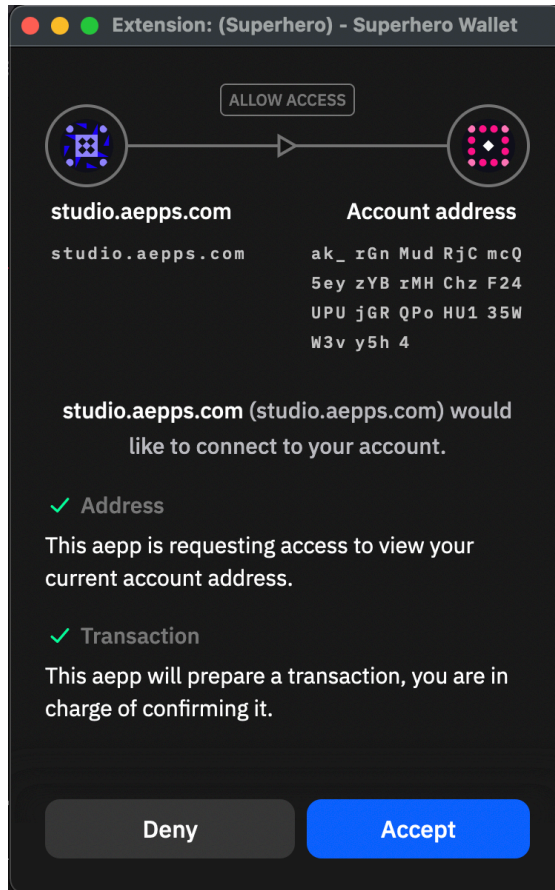 Extension: (Superhero) - Superhero Wallet
ALLOW ACCESS
studio.aepps.com
studio.aepps.com
Account address
ak_ rGn Mud RjC mcQ
5ey zYB rMH Chz F24
UPU jGR QPo HU1 35W
W3v y5h 4
studio.aepps.com (studio.aepps.com) would
like to connect to your account.
Address
This aepp is requesting access to view your
current account address.
Transaction
This aepp will prepare a transaction, you are in
charge of confirming it.
Deny
Accept